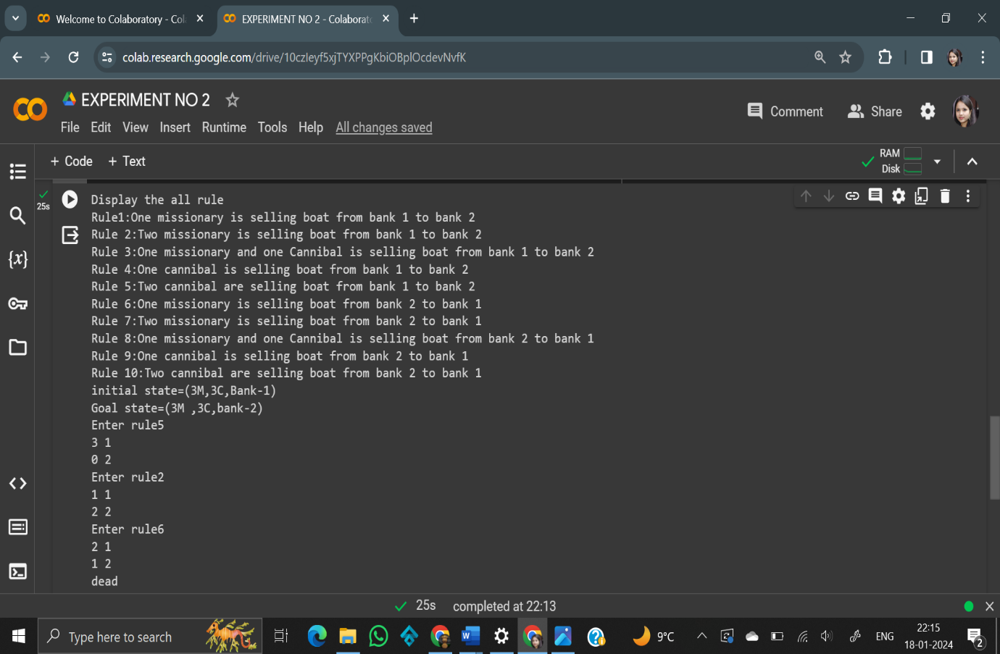 Welcome to Colaboratory - Col
EXPERIMENT NO 2 - Colaborato
colab.research.google.com/drive/10czIeyf5xjTYXPPgKbiOBplOcdevNvfK
EXPERIMENT NO 2
Comment
Share
File Edit View Insert Runtime Tools Help All changes saved
+ Code + Text
RAM
Disk
25s
Display the all rule
Rule1:One missionary is selling boat from bank 1 to bank 2
Rule 2:Two missionary is selling boat from bank 1 to bank 2
Rule 3:One missionary and one Cannibal is selling boat from bank 1 to bank 2
Rule 4:One cannibal is selling boat from bank 1 to bank 2
Rule 5:Two cannibal are selling boat from bank 1 to bank 2
Rule 6:One missionary is selling boat from bank 2 to bank 1
Rule 7:Two missionary is selling boat from bank 2 to bank 1
Rule 8:One missionary and one Cannibal is selling boat from bank 2 to bank 1
Rule 9:One cannibal is selling boat from bank 2 to bank 1
Rule 10:Two cannibal are selling boat from bank 2 to bank 1
initial state=(3M,3C,Bank-1)
Goal state=(3M ,3C,bank-2)
Enter rule5
3 1
0 2
Enter rule2
1 1
2 2
Enter rule6
2 1
1 2
dead
25s completed at 22:13
Type here to search
9°C
ENG
22:15
18-01-2024
2